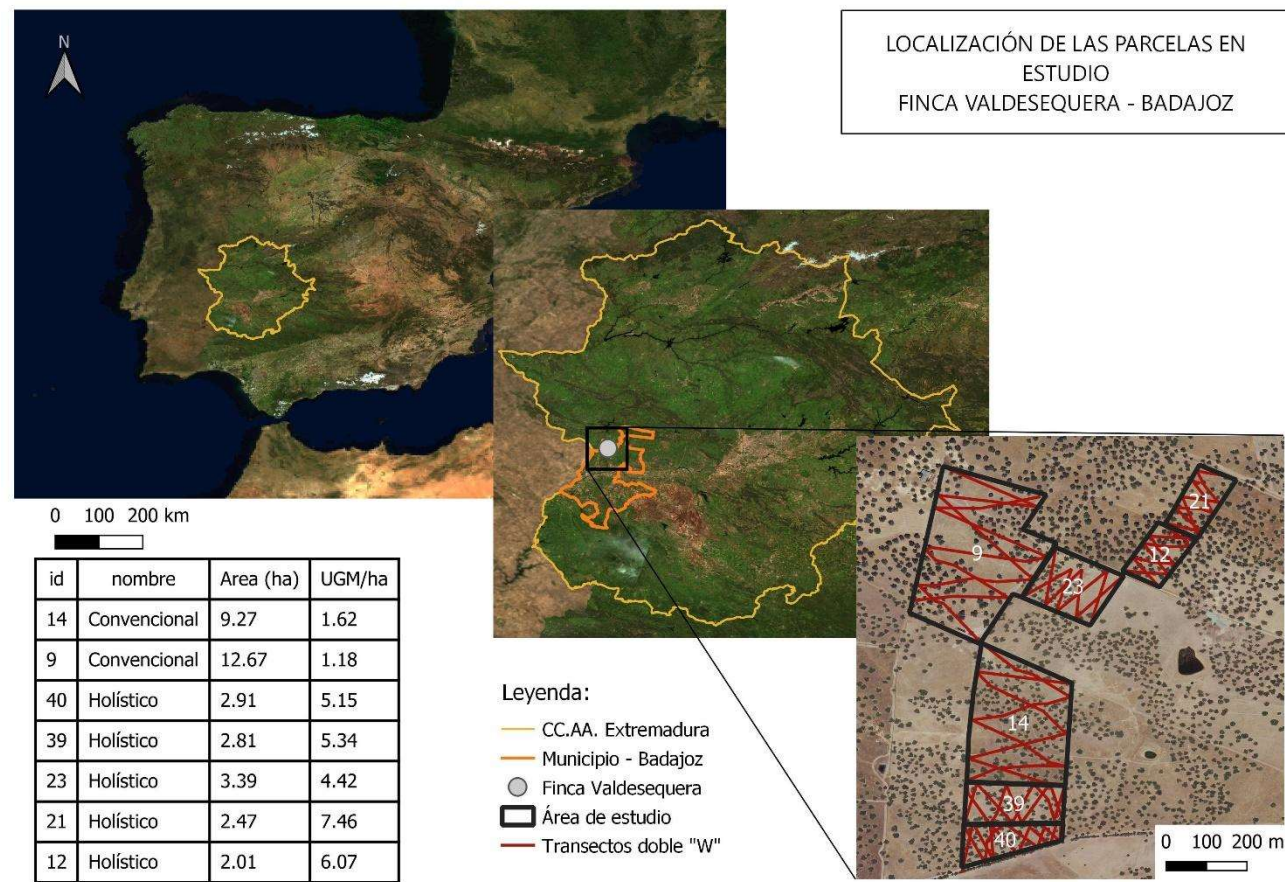 N
LOCALIZACIÓN DE LAS PARCELAS EN
ESTUDIO
FINCA VALDESEQUERA - BADAJOZ
0 100 200 km
id nombre Area (ha) UGM/ha
14 Convencional 9.27 1.62
9 Convencional 12.67 1.18
40 Holístico 2.91 5.15
39 Holístico 2.81 5.34
23 Holístico 3.39 4.42
21 Holístico 2.47 7.46
12 Holístico 2.01 6.07
Leyenda:
CC.AA. Extremadura
Municipio - Badajoz
Finca Valdesequera
Área de estudio
Transectos doble "W"
21
9
12
23
14
39
40
0 100 200 m